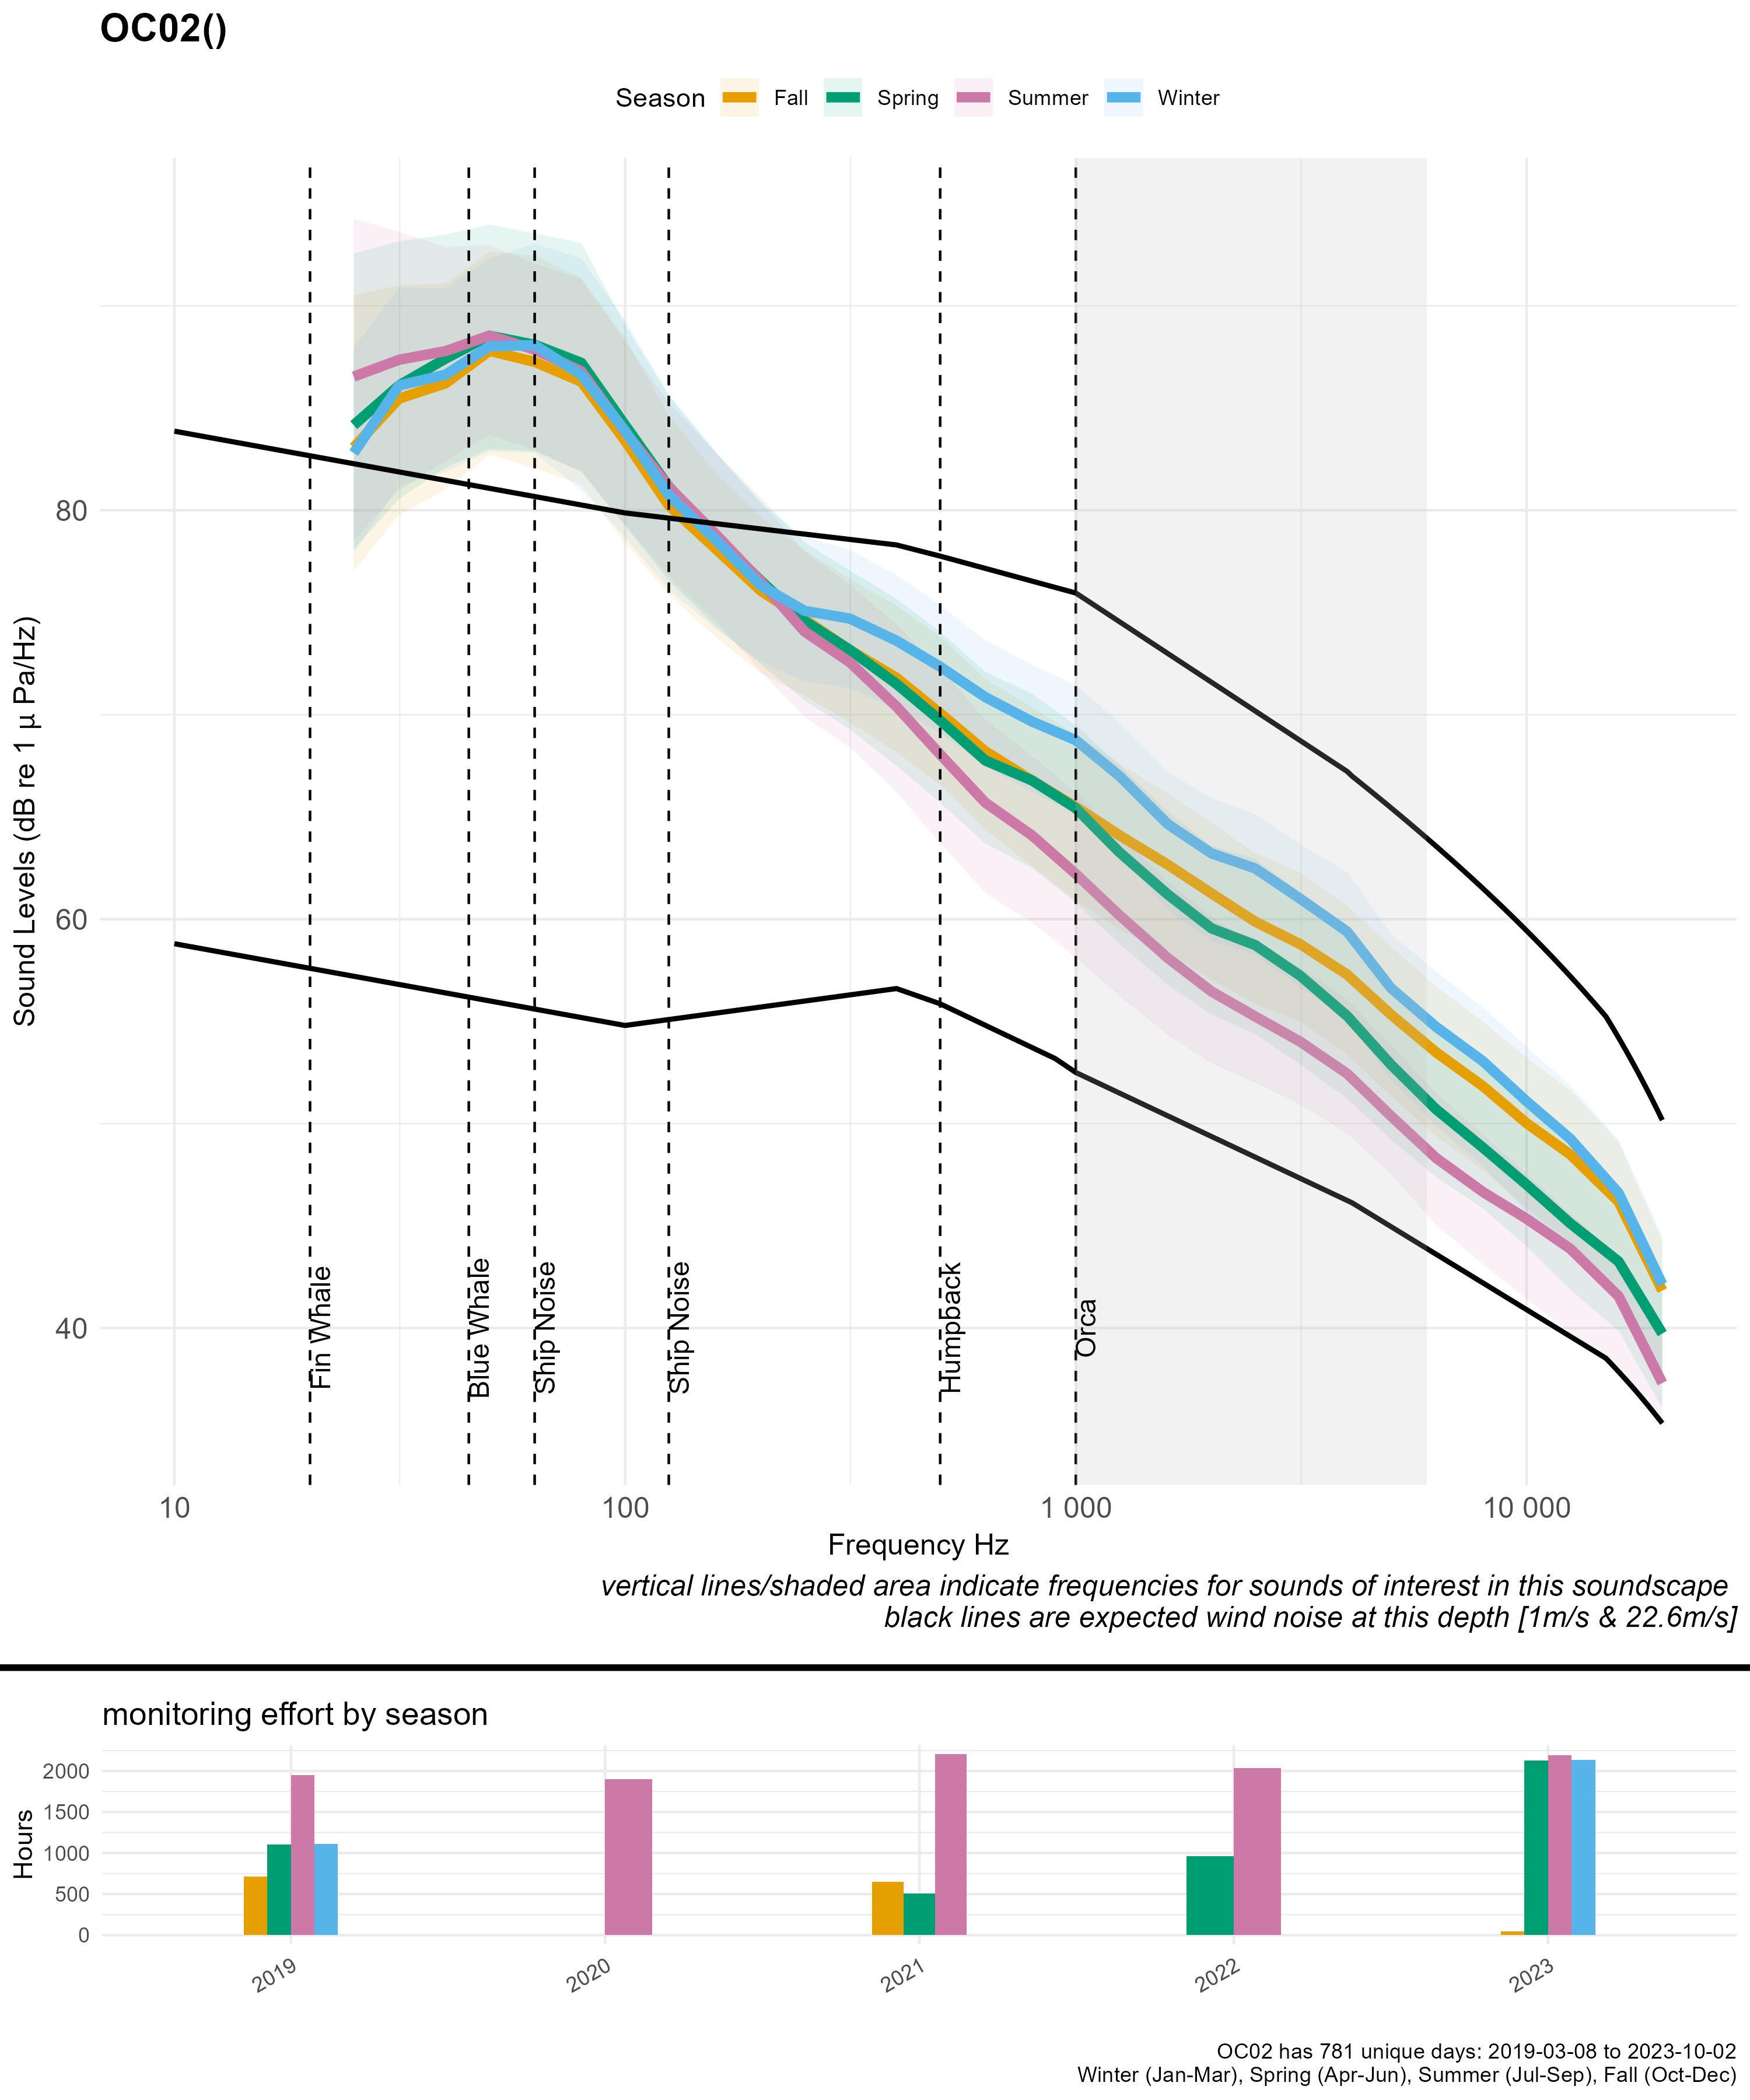 OC02()
Season Fall Spring Summer Winter
Sound Levels (dB re 1 µ Pa/Hz)
80
60
40
Fin Whale
Blue Whale
Ship Noise
Ship Noise
Humpback
Orca
10 100 1 000 10 000
Frequency Hz
vertical lines/shaded area indicate frequencies for sounds of interest in this soundscape
black lines are expected wind noise at this depth [1m/s & 22.6m/s]
monitoring effort by season
Hours
2000
1500
1000
500
0
2019 2020 2021 2022 2023
OC02 has 781 unique days: 2019-03-08 to 2023-10-02
Winter (Jan-Mar), Spring (Apr-Jun), Summer (Jul-Sep), Fall (Oct-Dec)